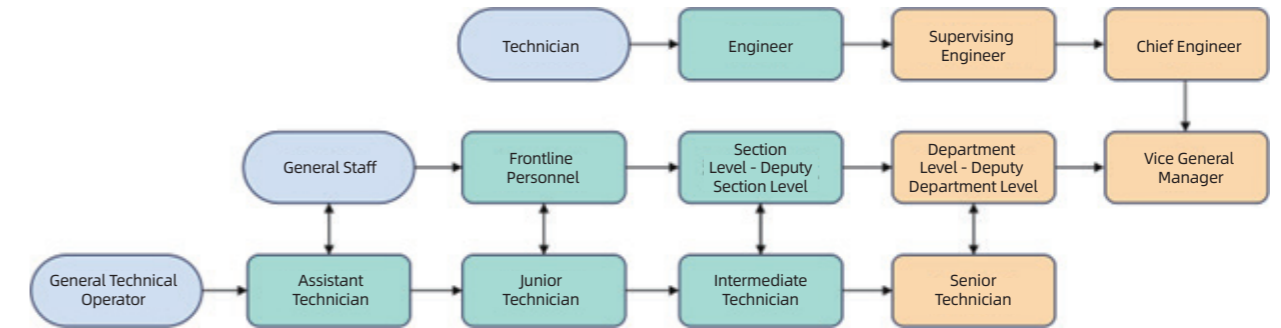 Technician
Engineer
Supervising
Engineer
Chief Engineer
General Staff
Frontline
Personnel
Section
Level - Deputy
Section Level
Department
Level - Deputy
Department Level
Vice General
Manager
General Technical
Operator
Assistant
Technician
Junior
Technician
Intermediate
Technician
Senior
Technician